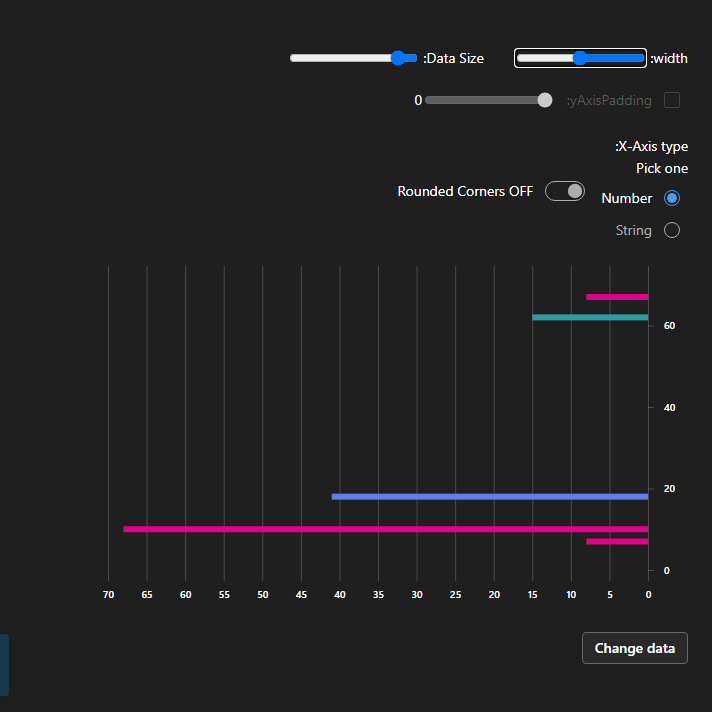 :width
:Data Size
:yAxisPadding
0
:X-Axis type
Pick one
Number
Rounded Corners OFF
String
60
40
20
0
70 65 60 55 50 45 40 35 30 25 20 15 10 5 0
Change data